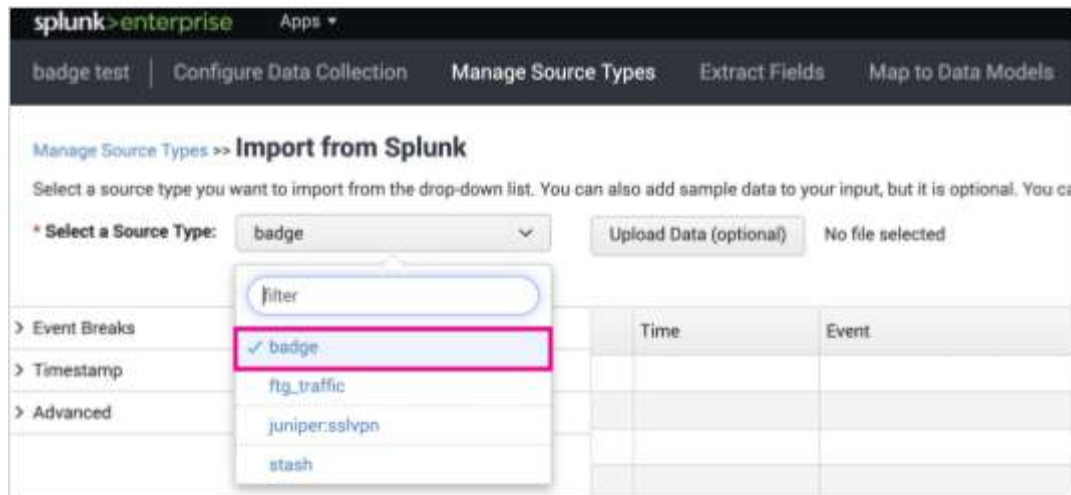 splunk>enterprise Apps
badge test Configure Data Collection Manage Source Types Extract Fields Map to Data Models
Manage Source Types >> Import from Splunk
Select a source type you want to import from the drop-down list. You can also add sample data to your input, but it is optional. You ca
* Select a Source Type: badge Upload Data (optional) No file selected
filter
> Event Breaks Time Event
✓ badge
> Timestamp
ftg_traffic
> Advanced
juniper:sslvpn
stash